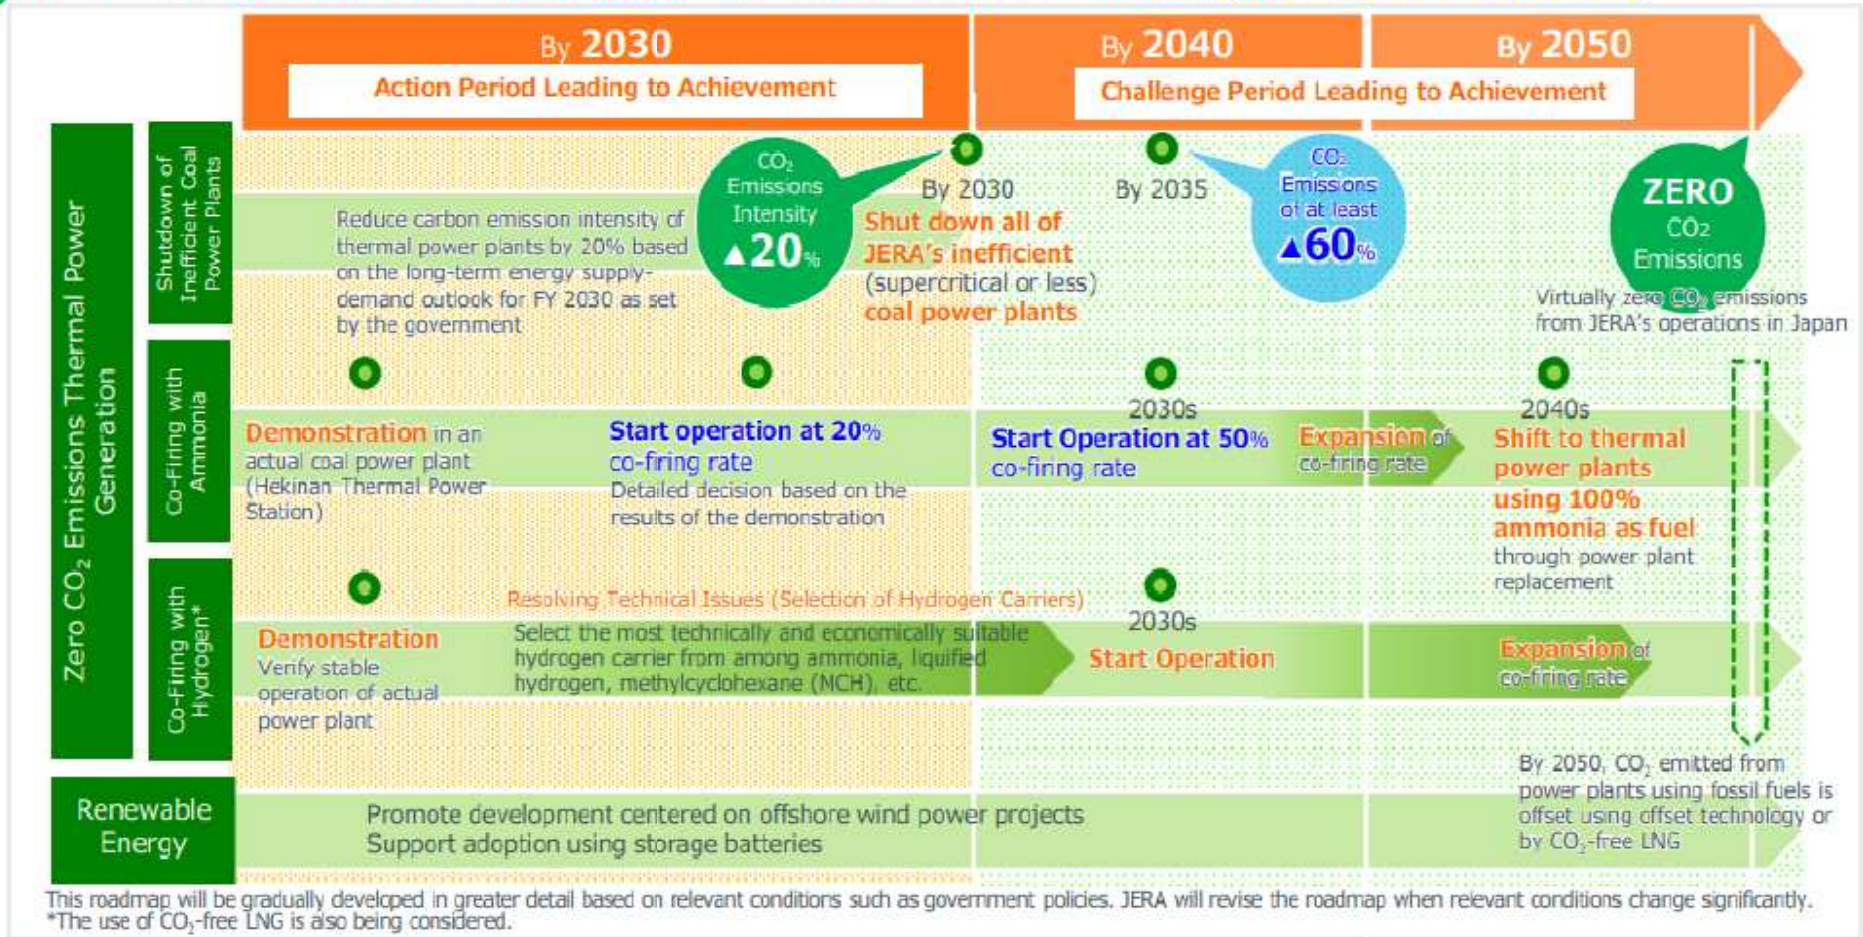 By 2030
Action Period Leading to Achievement
By 2040
By 2050
Challenge Period Leading to Achievement
Zero CO₂ Emissions Thermal Power
Generation
Shutdown of
Inefficient Coal
Power Plants
Reduce carbon emission intensity of
thermal power plants by 20% based
on the long-term energy supply-
demand outlook for FY 2030 as set
by the government
CO₂
Emissions
Intensity
▲20%
By 2030
Shut down all of
JERA's inefficient
(supercritical or less)
coal power plants
By 2035
CO₂
Emissions
of at least
▲60%
ZERO
CO₂
Emissions
Virtually zero CO₂ emissions
from JERA's operations in Japan
Co-Firing with
Ammonia
Demonstration in an
actual coal power plant
(Hekinan Thermal Power
Station)
Start operation at 20%
co-firing rate
Detailed decision based on the
results of the demonstration
2030s
Start Operation at 50%
co-firing rate
Expansion of
co-firing rate
2040s
Shift to thermal
power plants
using 100%
ammonia as fuel
through power plant
replacement
Co-Firing with
Hydrogen*
Demonstration
Verify stable
operation of actual
power plant
Resolving Technical Issues (Selection of Hydrogen Carriers)
Select the most technically and economically suitable
hydrogen carrier from among ammonia, liquified
hydrogen, methylcyclohexane (NCH), etc.
2030s
Start Operation
Expansion of
co-firing rate
By 2050, CO₂ emitted from
power plants using fossil fuels is
offset using offset technology or
by CO₂-free LNG
Renewable
Energy
Promote development centered on offshore wind power projects
Support adoption using storage batteries
This roadmap will be gradually developed in greater detail based on relevant conditions such as government policies. JERA will revise the roadmap when relevant conditions change significantly.
*The use of CO₂-free LNG is also being considered.